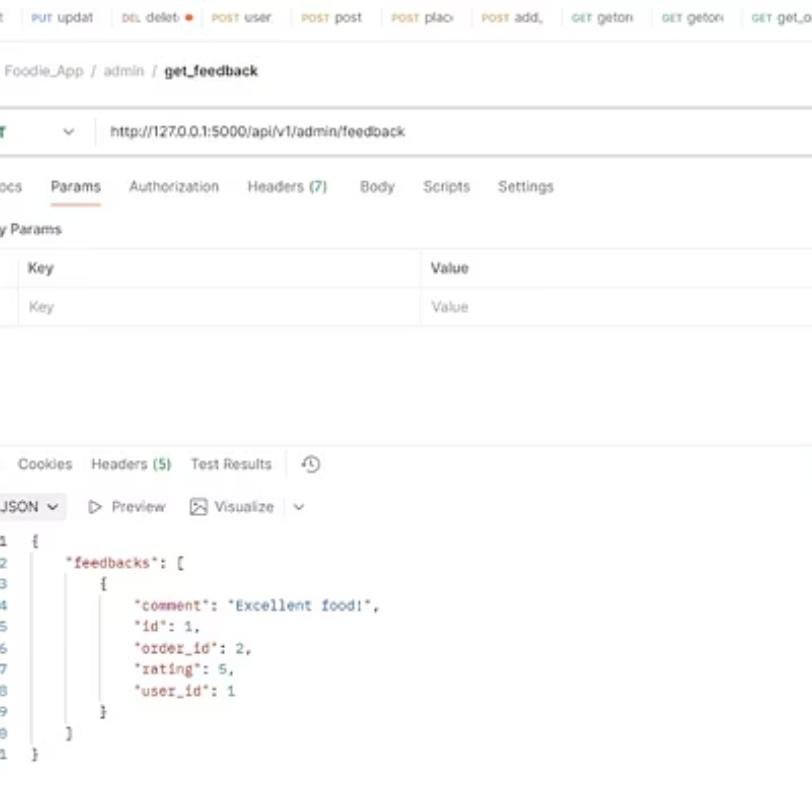 t PUT updat DEL delet POST user POST post POST plac POST add_ GET geton GET geton GET get_o
Foodie_App / admin / get_feedback
T http://127.0.0.1:5000/api/v1/admin/feedback
ocs Params Authorization Headers (7) Body Scripts Settings
y Params
Key Value
Key Value
Cookies Headers (5) Test Results
JSON Preview Visualize
1 {
2 "feedbacks": [
3 {
4 "comment": "Excellent food!",
5 "id": 1,
6 "order_id": 2,
7 "rating": 5,
8 "user_id": 1
9 }
0 ]
1 }